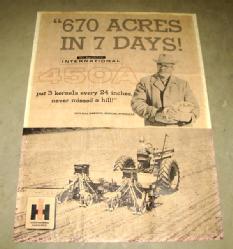 "670 ACRES
IN 7 DAYS!
INTERNATIONAL
450A
put 3 kernels every 24 inches,
never missed a hill!"